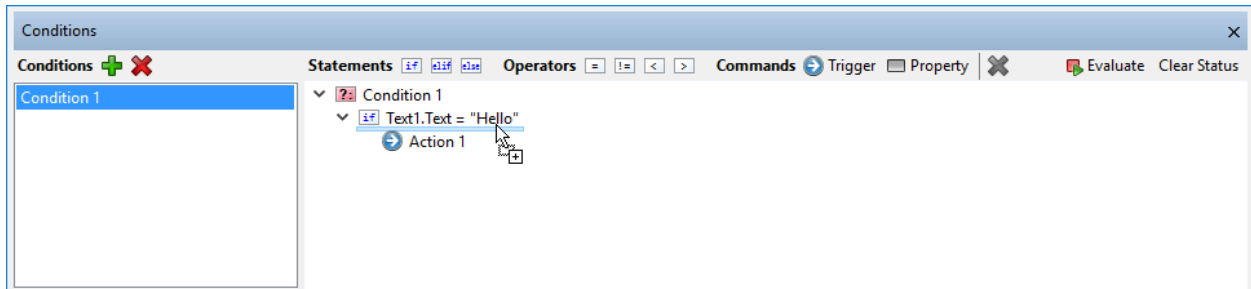 Conditions
Conditions Statements if elif else Operators = != < > Commands Trigger Property Evaluate Clear Status
Condition 1
?: Condition 1
if Text1.Text = "Hello"
Action 1